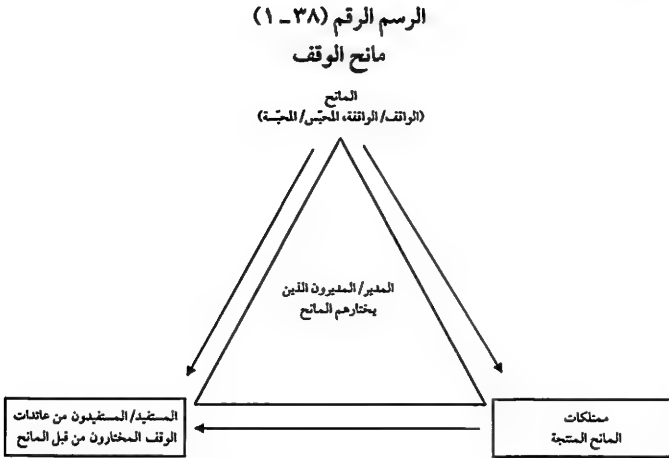 الرسم الرقم (٣٨ ـ ١)
مانح الوقف
المانح
(الواقف/ الواقفة، المحبّس/ المحبّسة)
المدير/ المديرون الذين
يختارهم المانح
ممتلكات
المانح المنتجة
المستفيد/ المستفيدون من عائدات
الوقف المختارون من قبل المانح